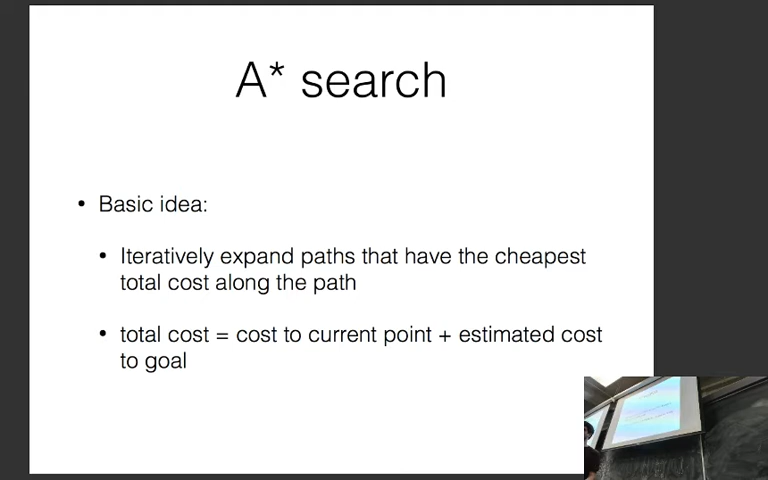 A* search
• Basic idea:
• Iteratively expand paths that have the cheapest
total cost along the path
• total cost = cost to current point + estimated cost
to goal